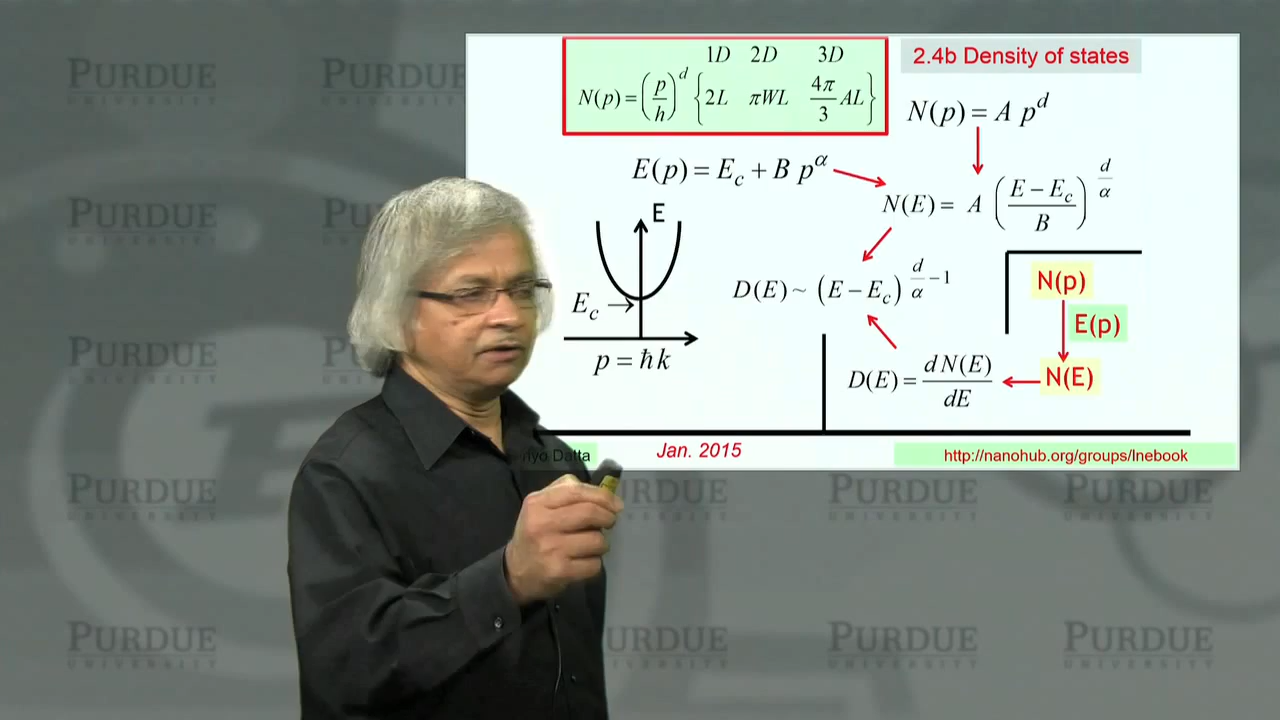 PURDUE
UNIVERSITY
2.4b Density of states
1D 2D 3D
N(p) = (p/h)^d {2L πWL 4π/3 AL}
N(p) = A p^d
E(p) = E_c + B p^α
N(E) = A ((E − E_c)/B)^(d/α)
E
E_c
p = ħk
D(E) ~ (E − E_c)^(d/α − 1)
N(p)
E(p)
N(E)
D(E) = dN(E)/dE
Datta
Jan. 2015
http://nanohub.org/groups/lnebook